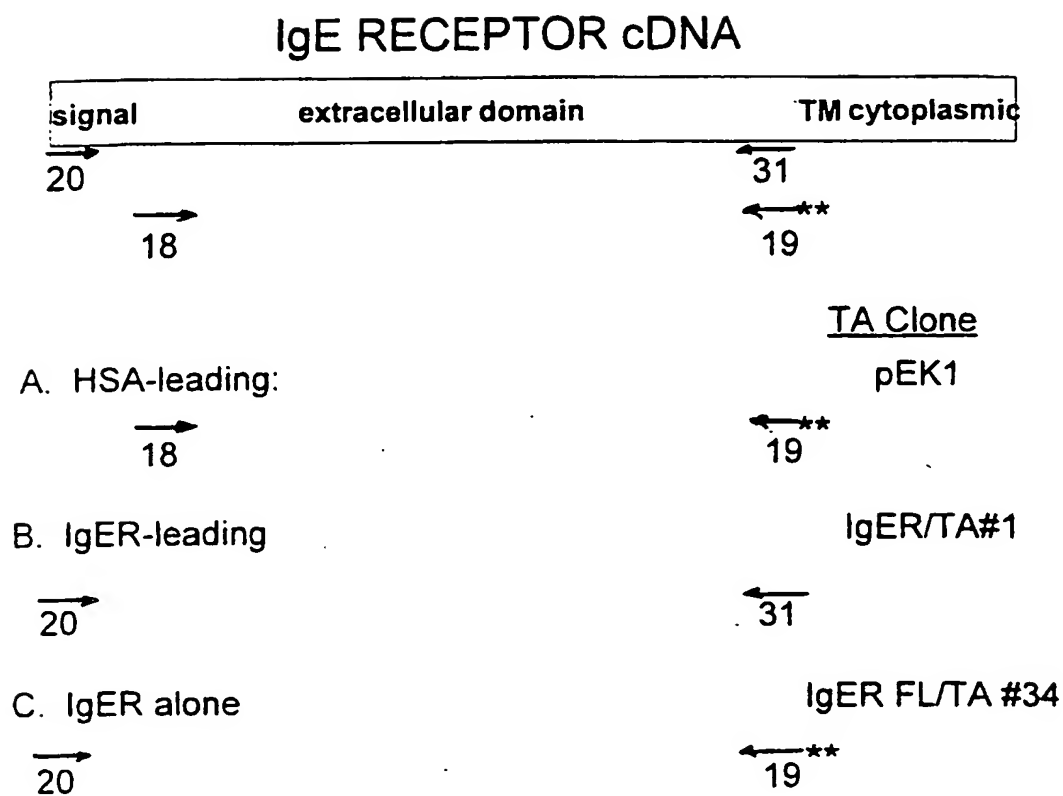 IgE RECEPTOR cDNA
signal extracellular domain TM cytoplasmic
20 31
18 19 **
TA Clone
A. HSA-leading: pEK1
18 19 **
B. IgER-leading IgER/TA#1
20 31
C. IgER alone IgER FL/TA #34
20 19 **